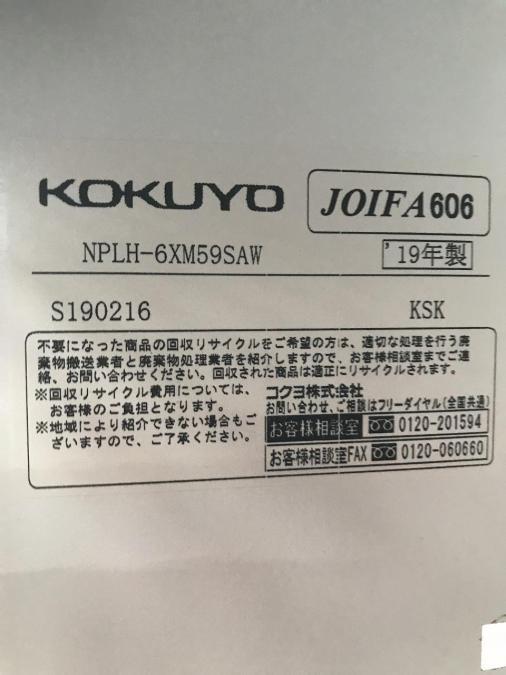 KOKUYO
JOIFA606
NPLH-6XM59SAW
'19年製
S190216
KSK
不要になった商品の回収リサイクルをご希望の方は、適切な処理を行う廃
棄物搬送業者と廃棄物処理業者を紹介しますので、お客様相談室までご連
絡、お問い合わせください。回収された商品は適正にリサイクルされます。
※回収リサイクル費用については、
お客様のご負担となります。
※地域により紹介できない場合もご
ざいますので、ご了承ください。
コクヨ株式会社
お問い合わせ、ご相談はフリーダイヤル(全国共通)
お客様相談室 0120-201594
お客様相談室FAX 0120-060660